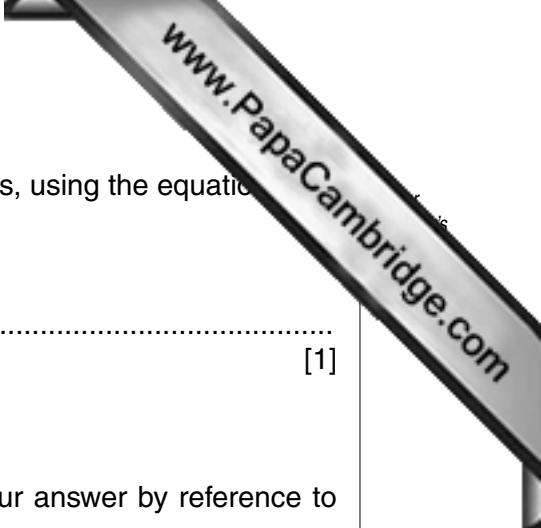 www.PapaCambridge.com
s, using the equatio
.......................................
[1]
ur answer by reference to